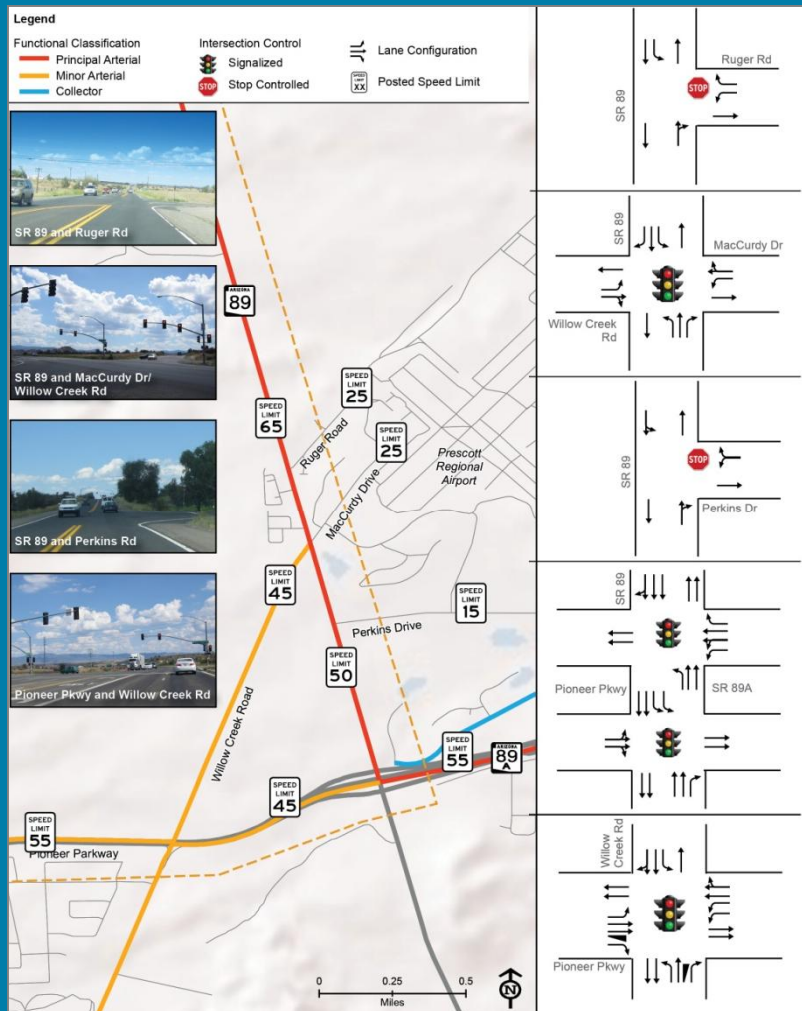 Legend
Functional Classification
Principal Arterial
Minor Arterial
Collector
Intersection Control
Signalized
STOP
Stop Controlled
Lane Configuration
SPEED
LIMIT
XX
Posted Speed Limit
SR 89 and Ruger Rd
SR 89 and MacCurdy Dr/
Willow Creek Rd
SR 89 and Perkins Rd
Pioneer Pkwy and Willow Creek Rd
ARIZONA
89
SPEED
LIMIT
65
SPEED
LIMIT
25
Ruger Road
SPEED
LIMIT
25
MacCurdy Drive
Prescott
Regional
Airport
SPEED
LIMIT
45
SPEED
LIMIT
15
Perkins Drive
SPEED
LIMIT
50
Willow Creek Road
SPEED
LIMIT
55
ARIZONA
89
A
SPEED
LIMIT
45
SPEED
LIMIT
55
Pioneer Parkway
0 0.25 0.5
Miles
N
Ruger Rd
STOP
SR 89
SR 89
MacCurdy Dr
Willow Creek
Rd
STOP
SR 89
Perkins Dr
SR 89
Pioneer Pkwy
SR 89A
Willow
Creek Rd
Pioneer Pkwy